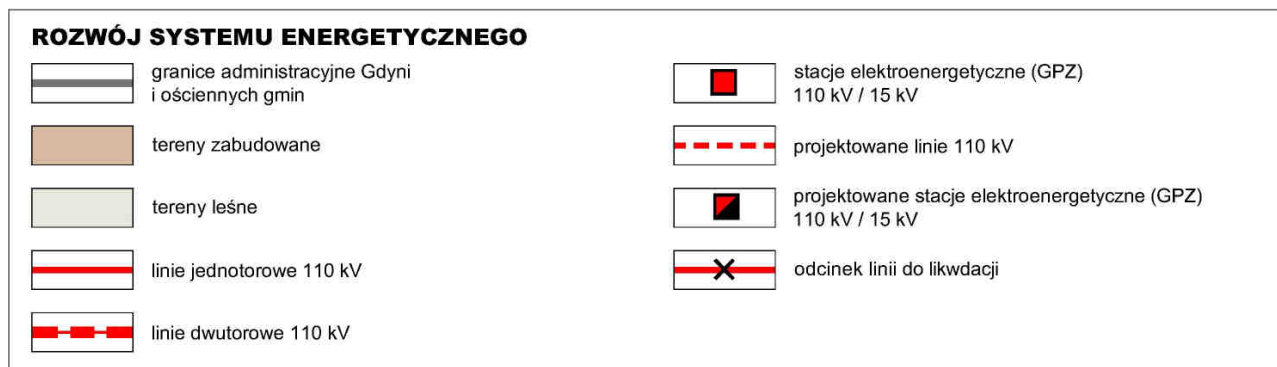 ROZWÓJ SYSTEMU ENERGETYCZNEGO
granice administracyjne Gdyni
i ościennych gmin
tereny zabudowane
tereny leśne
linie jednotorowe 110 kV
linie dwutorowe 110 kV
stacje elektroenergetyczne (GPZ)
110 kV / 15 kV
projektowane linie 110 kV
projektowane stacje elektroenergetyczne (GPZ)
110 kV / 15 kV
odcinek linii do likwdacji